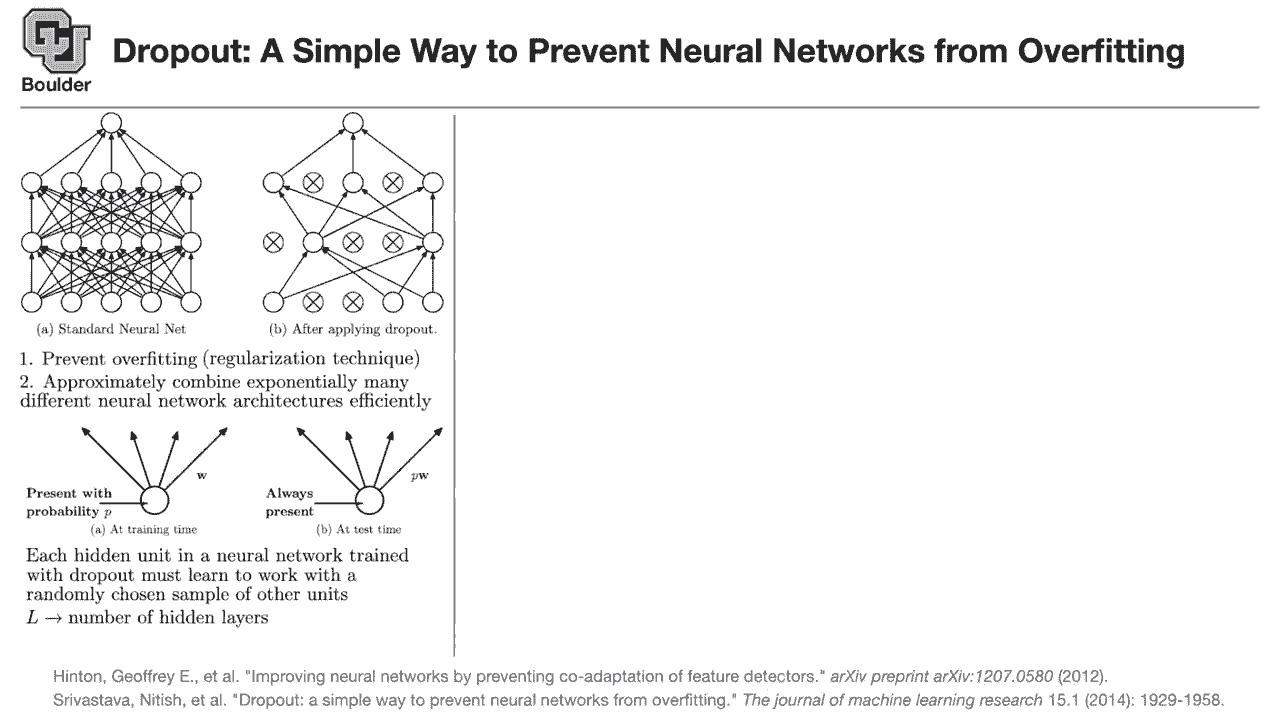 Boulder
Dropout: A Simple Way to Prevent Neural Networks from Overfitting
(a) Standard Neural Net
(b) After applying dropout.
1. Prevent overfitting (regularization technique)
2. Approximately combine exponentially many
different neural network architectures efficiently
w
Present with
probability p
(a) At training time
pw
Always
present
(b) At test time
Each hidden unit in a neural network trained
with dropout must learn to work with a
randomly chosen sample of other units
L → number of hidden layers
Hinton, Geoffrey E., et al. "Improving neural networks by preventing co-adaptation of feature detectors." arXiv preprint arXiv:1207.0580 (2012).
Srivastava, Nitish, et al. "Dropout: a simple way to prevent neural networks from overfitting." The journal of machine learning research 15.1 (2014): 1929-1958.